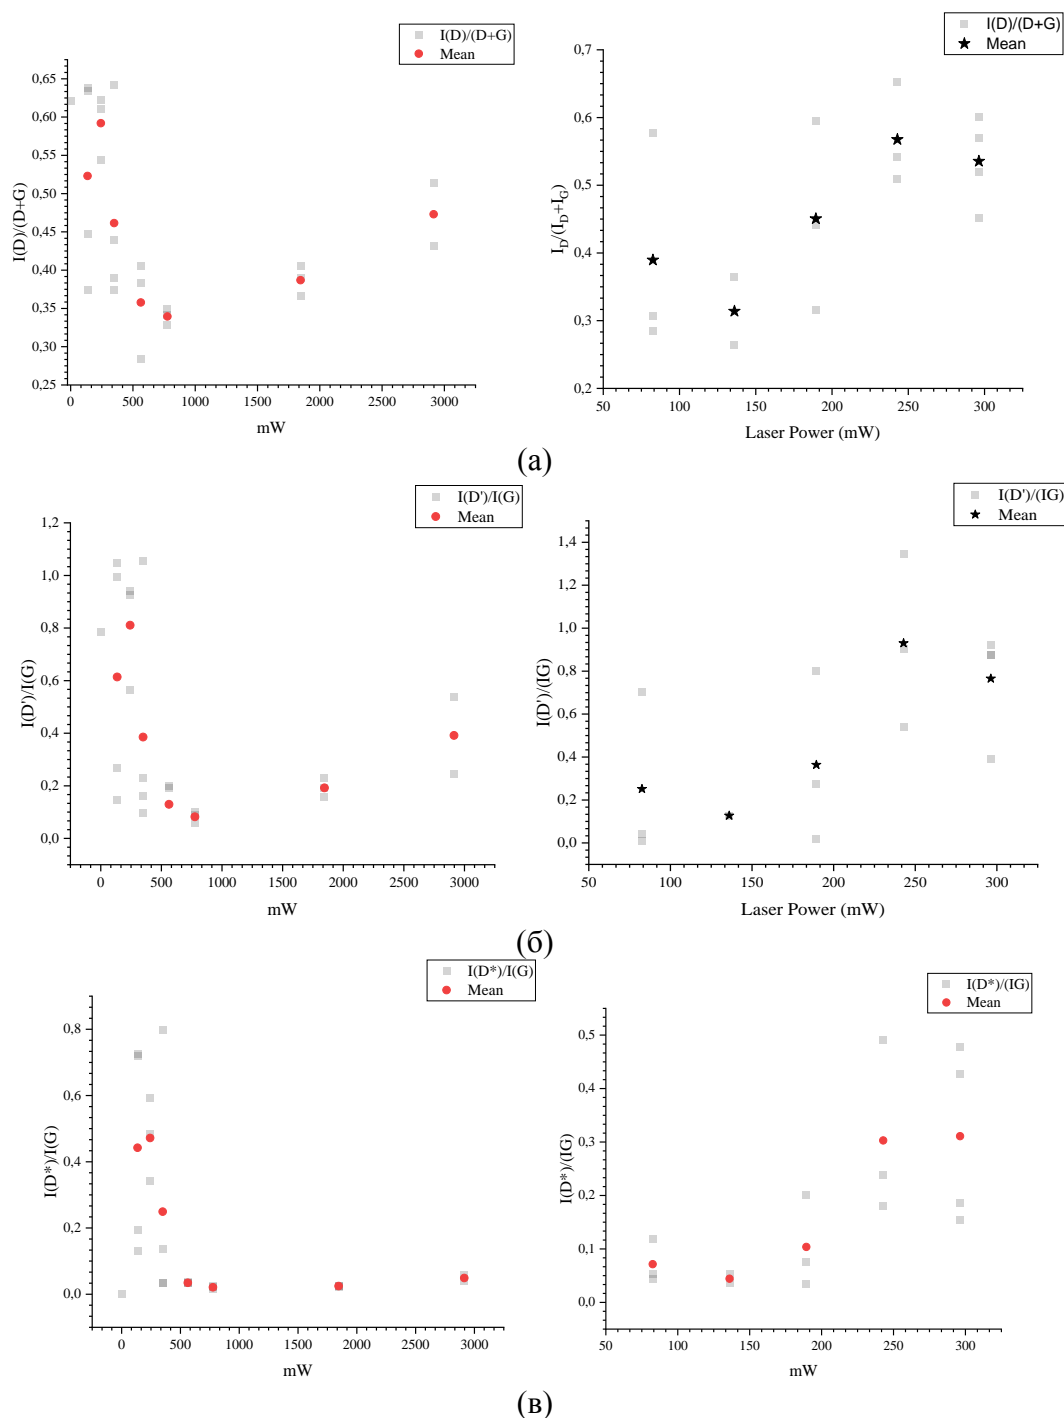 I(D)/(D+G)
Mean
0,65
0,60
0,55
0,50
0,45
0,40
0,35
0,30
0,25
I(D)/(D+G)
0
500
1000
1500
2000
2500
3000
mW
I(D)/(D+G)
Mean
0,7
0,6
0,5
0,4
0,3
0,2
I_D/(I_D+I_G)
50
100
150
200
250
300
Laser Power (mW)
(а)
I(D')/I(G)
Mean
1,2
1,0
0,8
0,6
0,4
0,2
0,0
I(D')/I(G)
0
500
1000
1500
2000
2500
3000
mW
I(D')/(IG)
Mean
1,4
1,2
1,0
0,8
0,6
0,4
0,2
0,0
I(D')/(IG)
50
100
150
200
250
300
Laser Power (mW)
(б)
I(D*)/I(G)
Mean
0,8
0,6
0,4
0,2
0,0
I(D*)/I(G)
0
500
1000
1500
2000
2500
3000
mW
I(D*)/(IG)
Mean
0,5
0,4
0,3
0,2
0,1
0,0
I(D*)/(IG)
50
100
150
200
250
300
mW
(в)